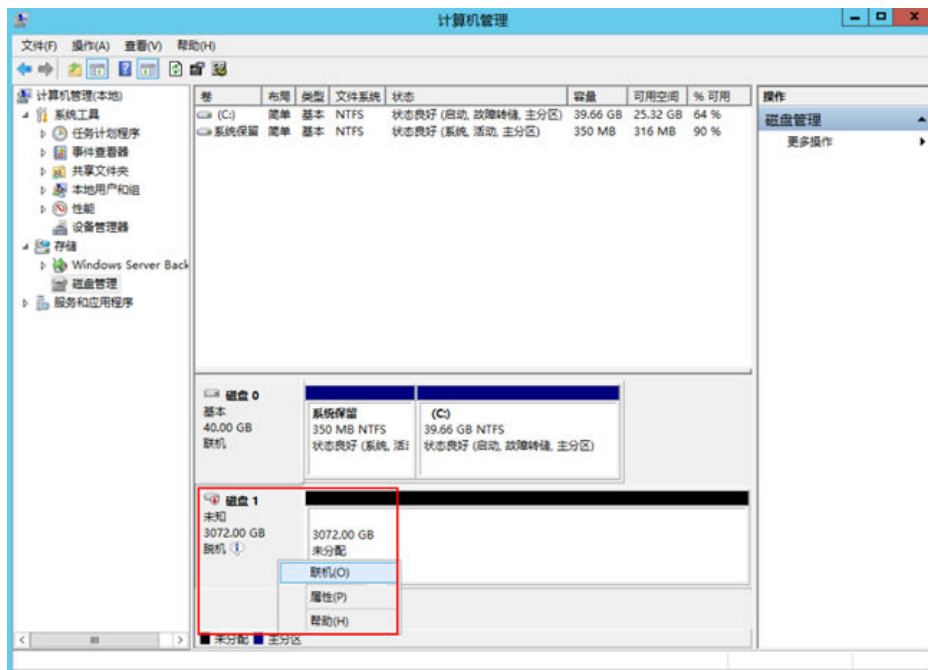 计算机管理
文件(F) 操作(A) 查看(V) 帮助(H)
计算机管理(本地)
系统工具
任务计划程序
事件查看器
共享文件夹
本地用户和组
性能
设备管理器
存储
Windows Server Back
磁盘管理
服务和应用程序
卷 布局 类型 文件系统 状态 容量 可用空间 % 可用
(C:) 简单 基本 NTFS 状态良好 (启动, 故障转储, 主分区) 39.66 GB 25.32 GB 64 %
系统保留 简单 基本 NTFS 状态良好 (系统, 活动, 主分区) 350 MB 316 MB 90 %
操作
磁盘管理
更多操作
磁盘 0
基本
40.00 GB
联机
系统保留
350 MB NTFS
状态良好 (系统, 活
(C:)
39.66 GB NTFS
状态良好 (启动, 故障转储, 主分区)
磁盘 1
未知
3072.00 GB
脱机
3072.00 GB
未分配
联机(O)
属性(P)
帮助(H)
未分配 主分区